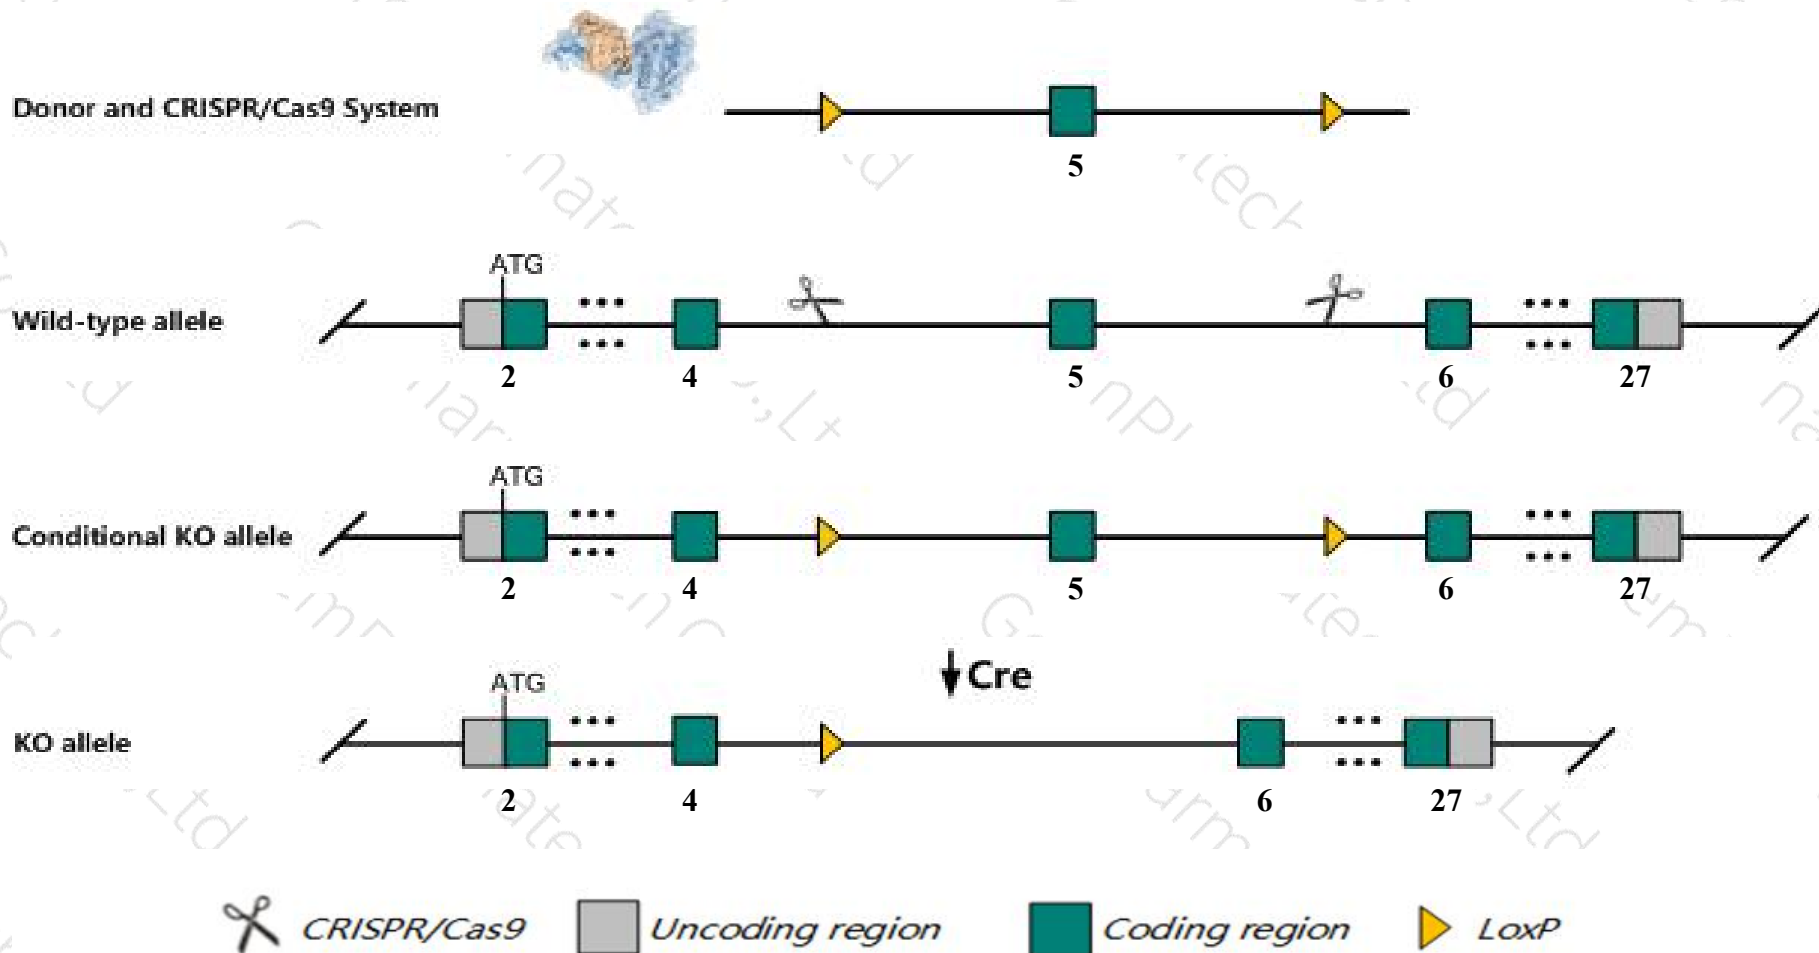 Donor and CRISPR/Cas9 System
5
ATG
Wild-type allele
2 4 5 6 27
ATG
Conditional KO allele
2 4 5 6 27
Cre
ATG
KO allele
2 4 6 27
CRISPR/Cas9 Uncoding region Coding region LoxP